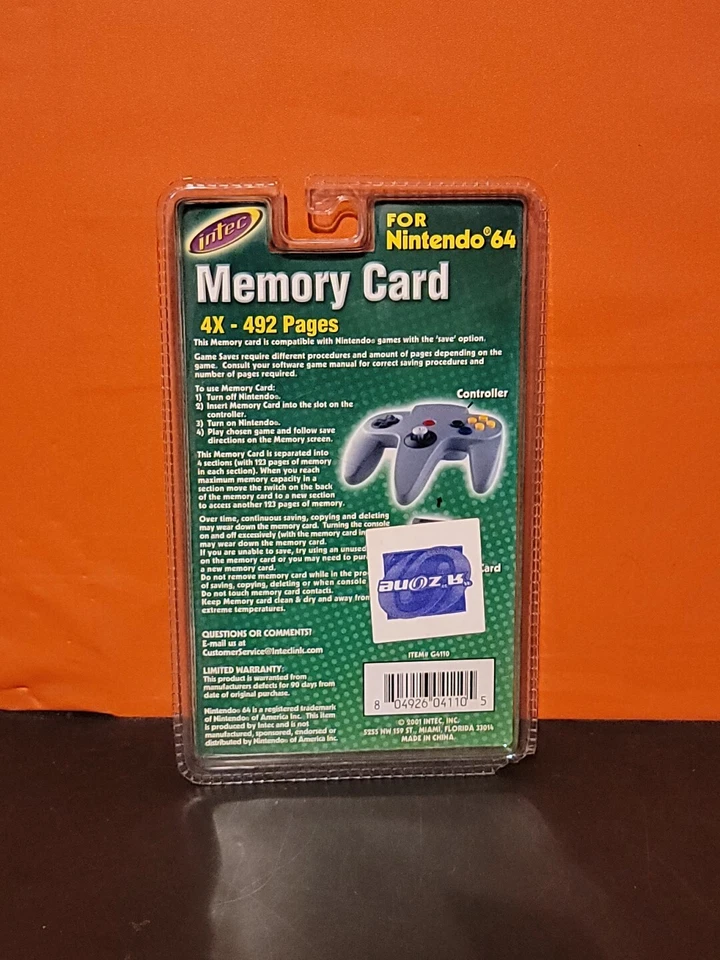 intec
FOR
Nintendo®64
Memory Card
4X - 492 Pages
This Memory card is compatible with Nintendo® games with the 'save' option.
Game Saves require different procedures and amount of pages depending on the
game. Consult your software game manual for correct saving procedures and
number of pages required.
To use Memory Card:
1) Turn off Nintendo®.
2) Insert Memory Card into the slot on the
controller.
3) Turn on Nintendo®.
4) Play chosen game and follow save
directions on the Memory screen.
Controller
This Memory Card is separated into
4 sections (with 123 pages of memory
in each section). When you reach
maximum memory capacity in a
section move the switch on the back
of the memory card to a new section
to access another 123 pages of memory.
Over time, continuous saving, copying and deleting
may wear down the memory card. Turning the console
on and off excessively (with the memory card in
may wear down the memory card.
If you are unable to save, try using an unused
on the memory card or you may need to
a new memory card.
Do not remove memory card while in the
of saving, copying, deleting or when console
Do not touch memory card contacts.
Keep Memory card clean & dry and away from
extreme temperatures.
Card
R-zone
QUESTIONS OR COMMENTS?
E-mail us at
CustomerService@Inteclink.com
LIMITED WARRANTY:
This product is warranted from
manufacturers defects for 90 days from
date of original purchase.
Nintendo® 64 is a registered trademark
of Nintendo® of America Inc. This item
is produced by Intec and is not
manufactured, sponsored, endorsed or
distributed by Nintendo® of America Inc.
ITEM# G4110
8 04926 04110 5
© 2001 INTEC, INC.
5255 NW 159 ST., MIAMI, FLORIDA 33014
MADE IN CHINA.